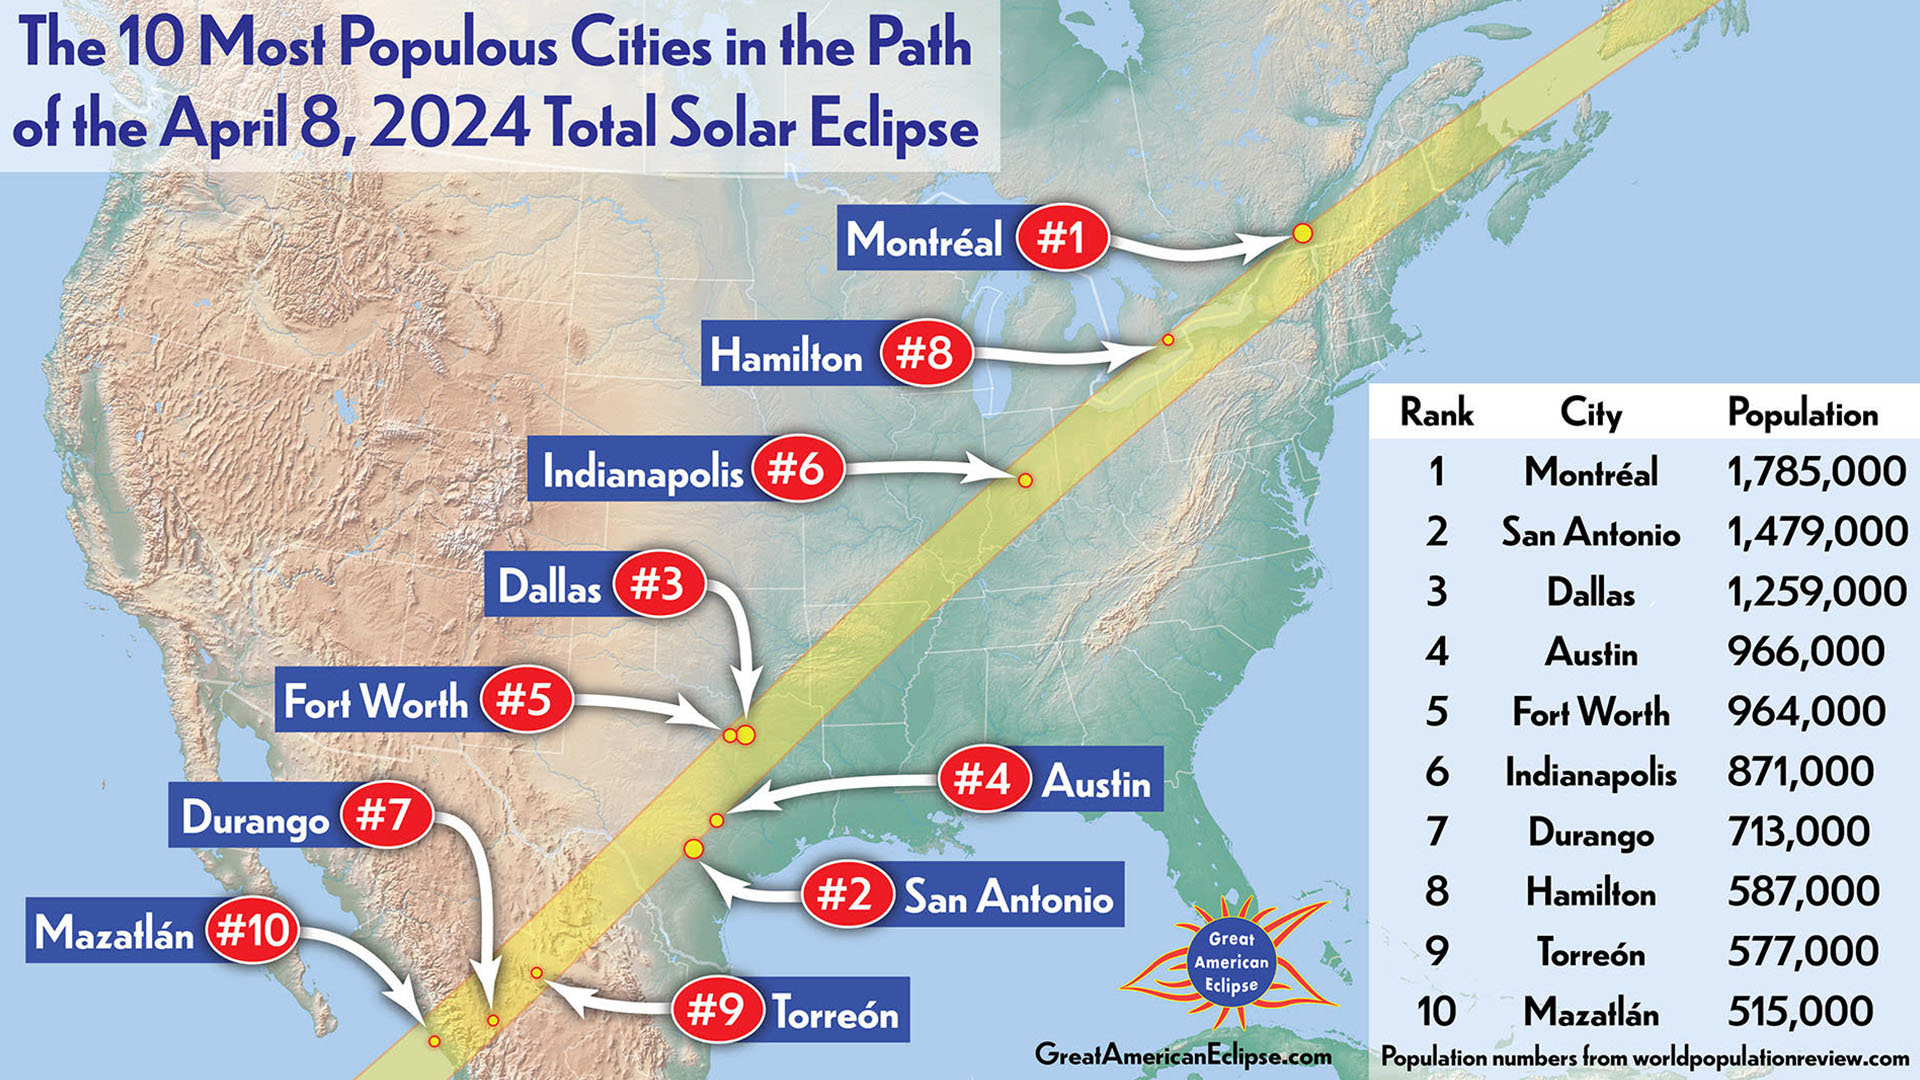 The 10 Most Populous Cities in the Path
of the April 8, 2024 Total Solar Eclipse
Montréal #1
Hamilton #8
Indianapolis #6
Dallas #3
Fort Worth #5
#4 Austin
Durango #7
#2 San Antonio
Mazatlán #10
#9 Torreón
Rank City Population
1 Montréal 1,785,000
2 San Antonio 1,479,000
3 Dallas 1,259,000
4 Austin 966,000
5 Fort Worth 964,000
6 Indianapolis 871,000
7 Durango 713,000
8 Hamilton 587,000
9 Torreón 577,000
10 Mazatlán 515,000
Population numbers from worldpopulationreview.com
Great
American
Eclipse
GreatAmericanEclipse.com